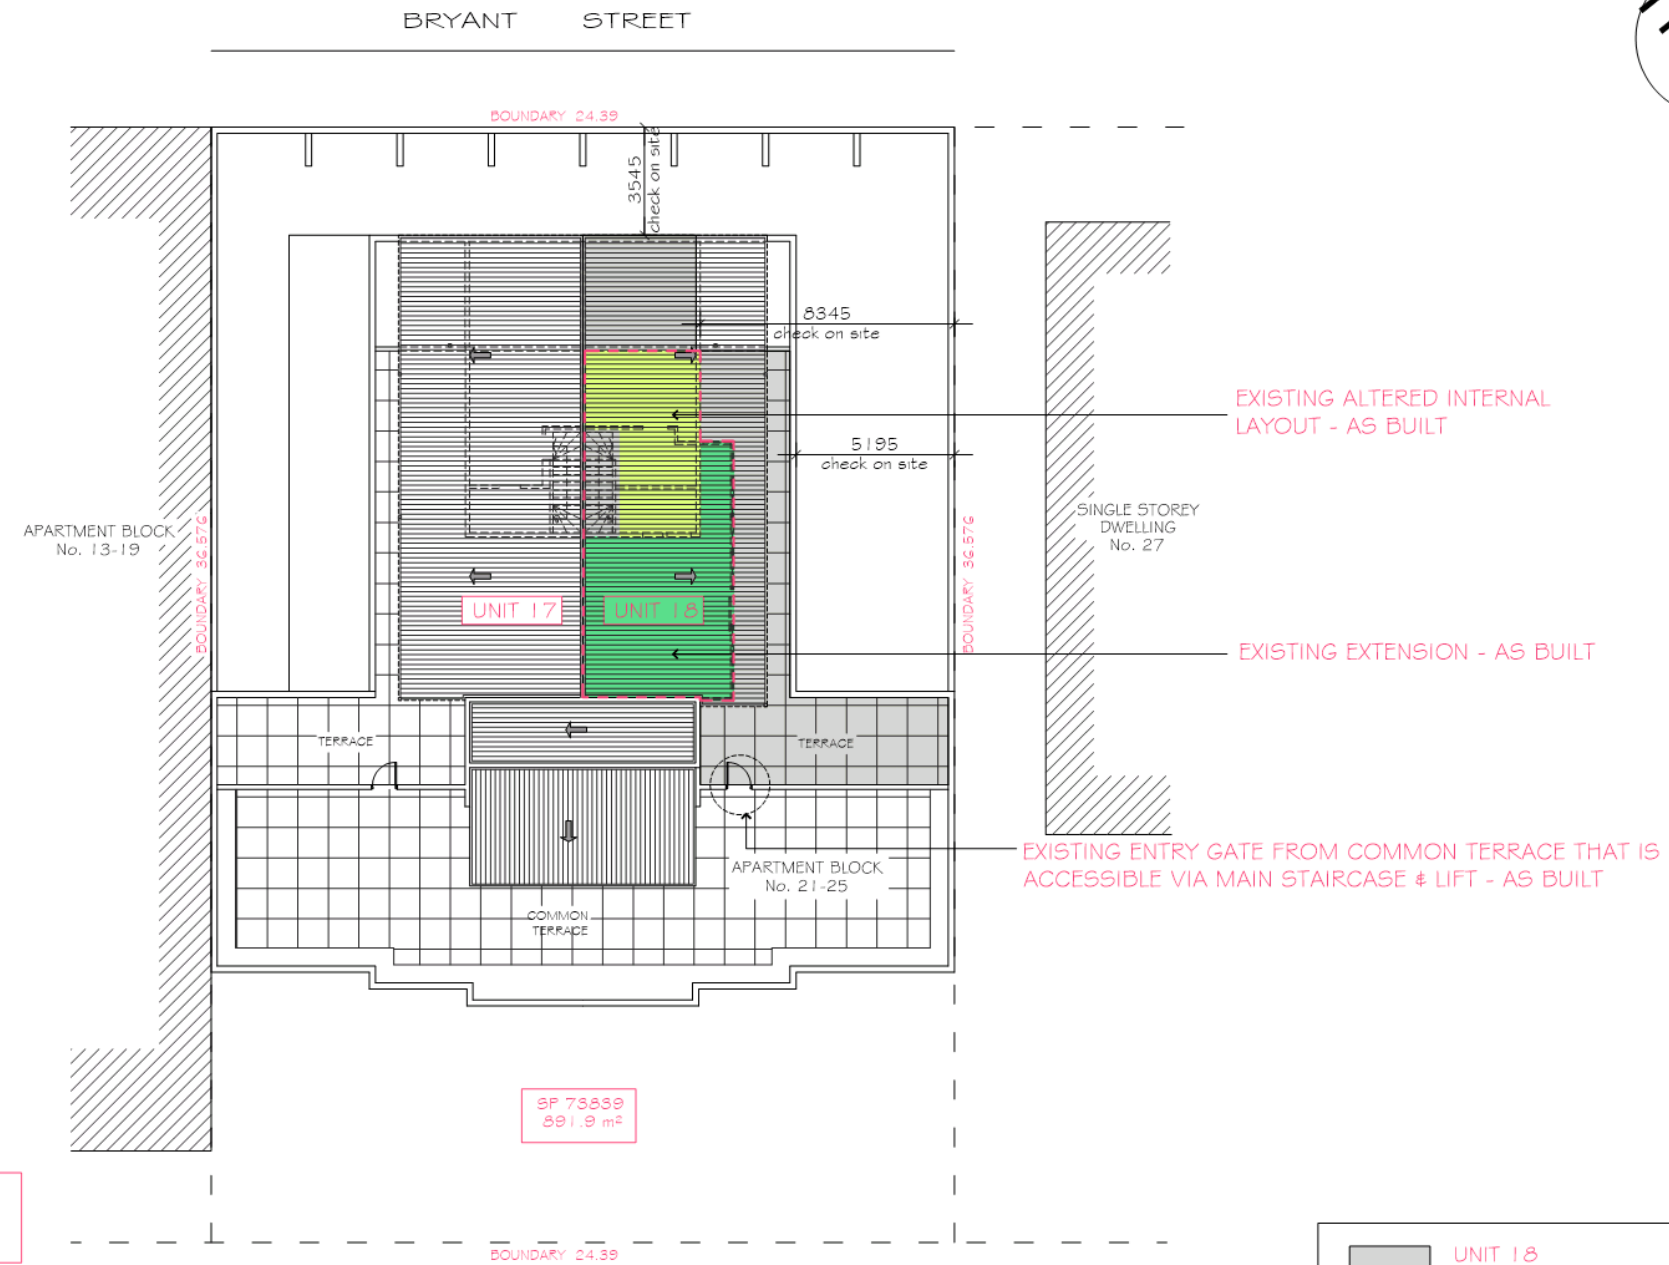 BRYANT STREET
BOUNDARY 24.39
3545
check on site
8345
check on site
EXISTING ALTERED INTERNAL
LAYOUT - AS BUILT
5195
check on site
APARTMENT BLOCK
No. 13-19
BOUNDARY 36.576
BOUNDARY 36.576
SINGLE STOREY
DWELLING
No. 27
UNIT 17
UNIT 18
EXISTING EXTENSION - AS BUILT
TERRACE
TERRACE
EXISTING ENTRY GATE FROM COMMON TERRACE THAT IS
ACCESSIBLE VIA MAIN STAIRCASE & LIFT - AS BUILT
APARTMENT BLOCK
No. 21-25
COMMON
TERRACE
SP 73839
891.9 m²
BOUNDARY 24.39
UNIT 18